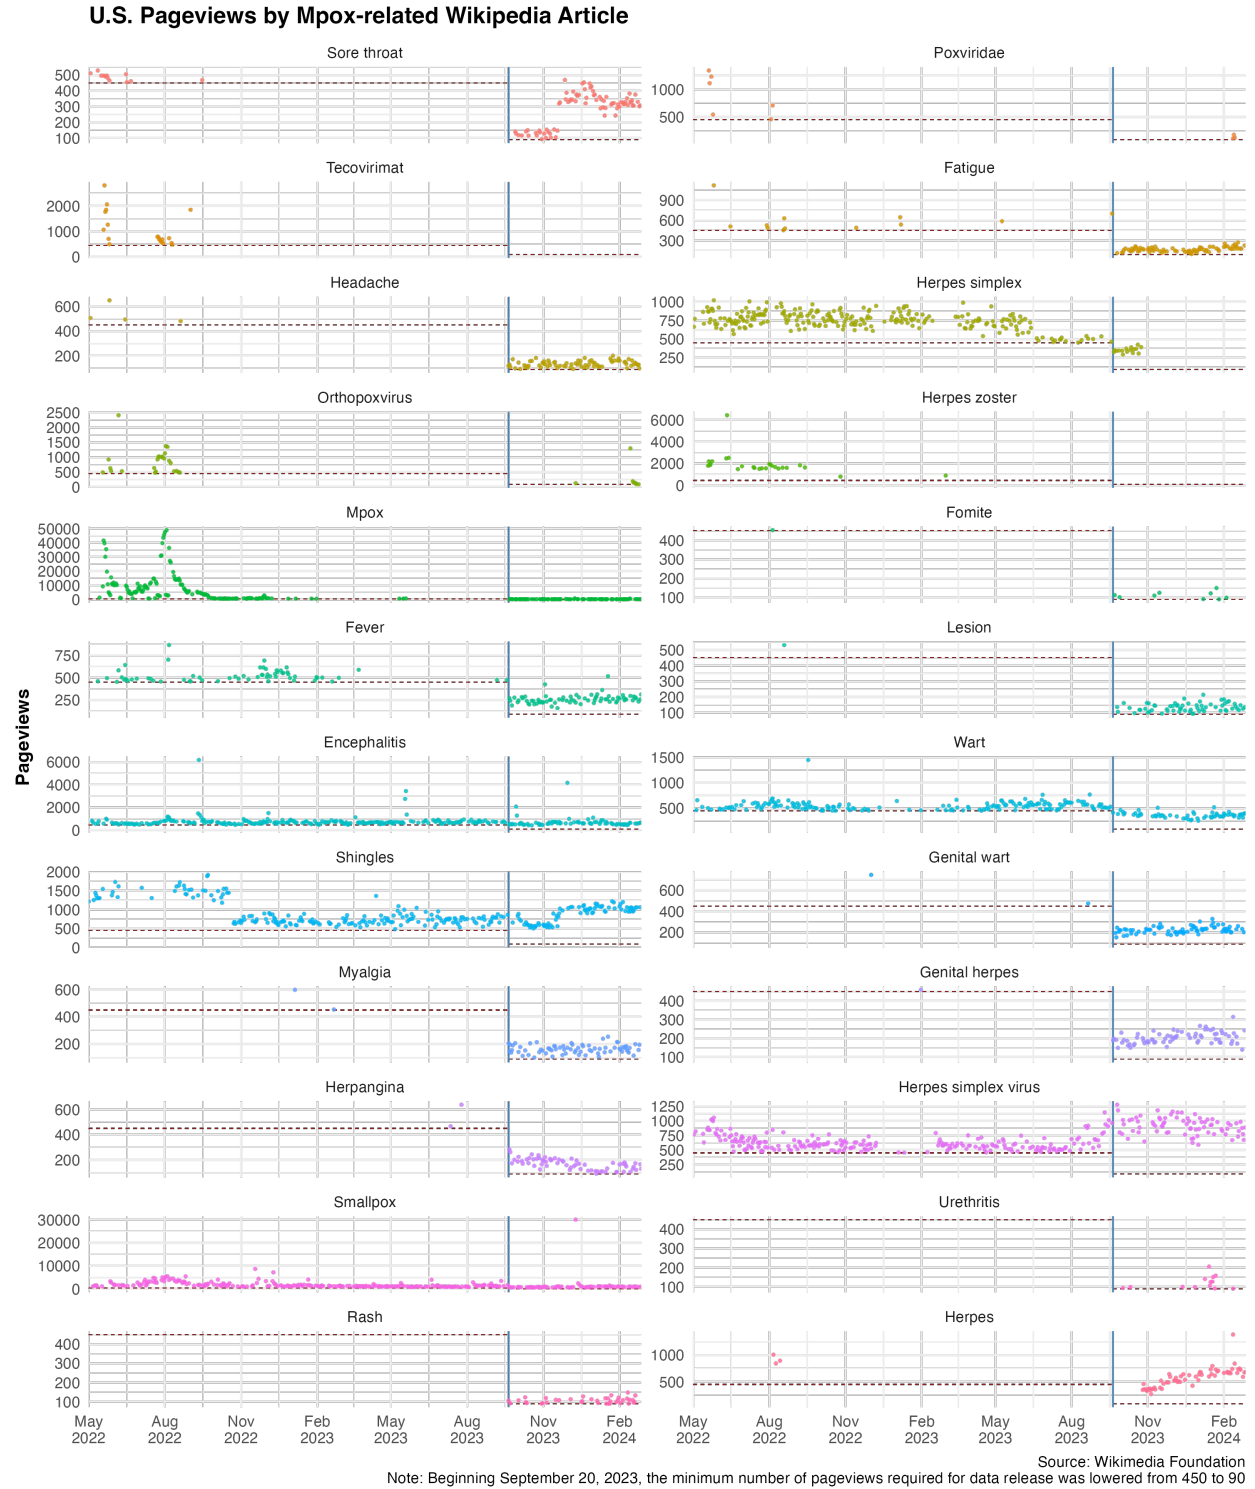 U.S. Pageviews by Mpox-related Wikipedia Article
Sore throat
500
400
300
200
100
Poxviridae
1000
500
Tecovirimat
2000
1000
0
Fatigue
900
600
300
Headache
600
400
200
Herpes simplex
1000
750
500
250
Orthopoxvirus
2500
2000
1500
1000
500
0
Herpes zoster
6000
4000
2000
0
Mpox
50000
40000
30000
20000
10000
0
Fomite
400
300
200
100
Fever
750
500
250
Lesion
500
400
300
200
100
Pageviews
Encephalitis
6000
4000
2000
0
Wart
1500
1000
500
Shingles
2000
1500
1000
500
0
Genital wart
600
400
200
Myalgia
600
400
200
Genital herpes
400
300
200
100
Herpangina
600
400
200
Herpes simplex virus
1250
1000
750
500
250
Smallpox
30000
20000
10000
0
Urethritis
400
300
200
100
Rash
400
300
200
100
Herpes
1000
500
May Aug Nov Feb May Aug Nov Feb
2022 2022 2022 2023 2023 2023 2023 2024
May Aug Nov Feb May Aug Nov Feb
2022 2022 2022 2023 2023 2023 2023 2024
Source: Wikimedia Foundation
Note: Beginning September 20, 2023, the minimum number of pageviews required for data release was lowered from 450 to 90